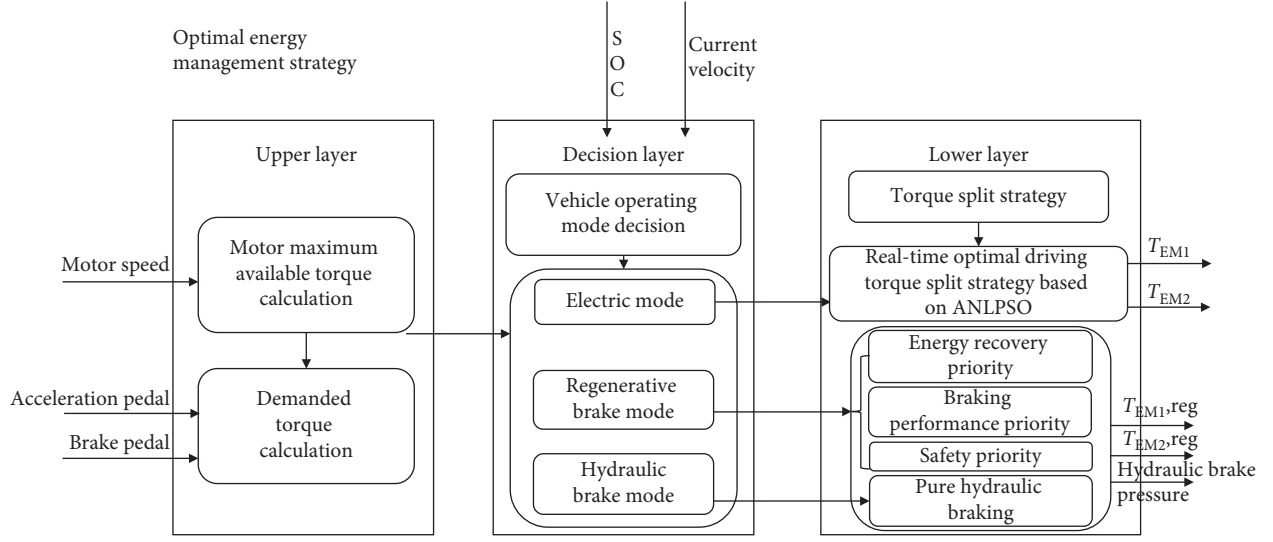 Optimal energy
management strategy
S
O
C
Current
velocity
Upper layer
Motor speed
Motor maximum
available torque
calculation
Acceleration pedal
Brake pedal
Demanded
torque
calculation
Decision layer
Vehicle operating
mode decision
Electric mode
Regenerative
brake mode
Hydraulic
brake mode
Lower layer
Torque split strategy
Real-time optimal driving
torque split strategy based
on ANLPSO
Energy recovery
priority
Braking
performance priority
Safety priority
Pure hydraulic
braking
T_EM1
T_EM2
T_EM1,reg
T_EM2,reg
Hydraulic brake
pressure